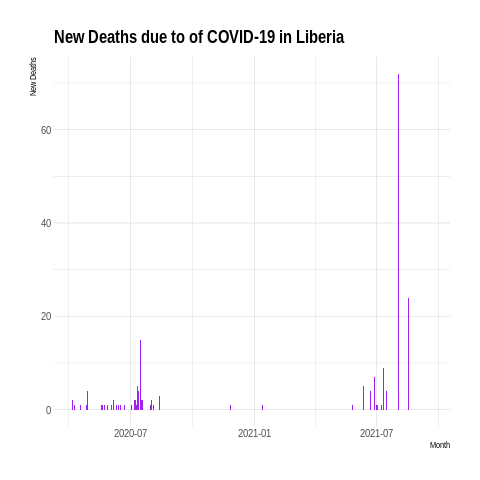 New Deaths due to of COVID-19 in Liberia
New Deaths
60
40
20
0
2020-07
2021-01
2021-07
Month